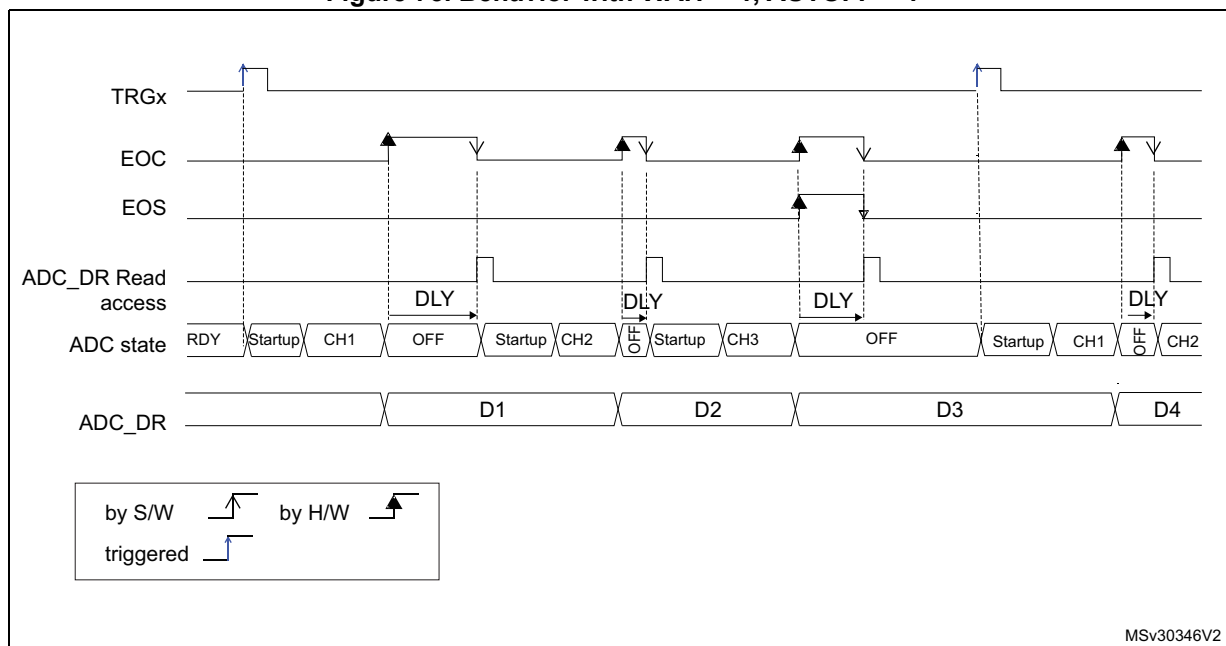 TRGx
EOC
EOS
ADC_DR Read
access
DLY DLY DLY DLY
ADC state RDY Startup CH1 OFF Startup CH2 OFF Startup CH3 OFF Startup CH1 OFF CH2
ADC_DR D1 D2 D3 D4
by S/W by H/W
triggered
MSv30346V2